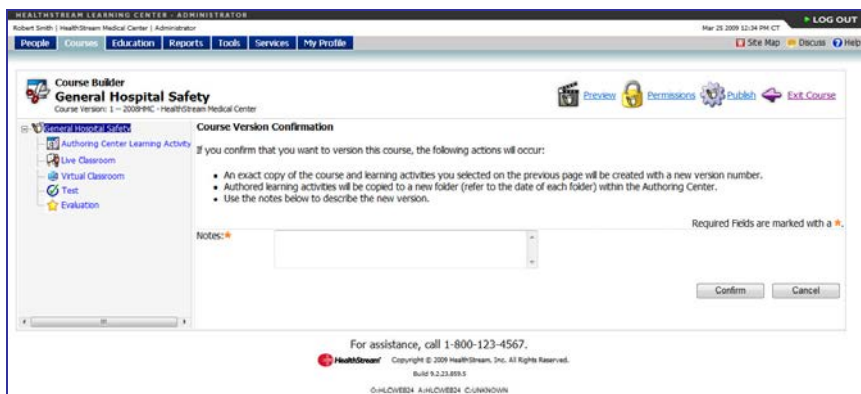 HEALTHSTREAM LEARNING CENTER - ADMINISTRATOR
LOG OUT
Robert Smith | HealthStream Medical Center | Administrator
Mar 25 2009 12:34 PM CT
People Courses Education Reports Tools Services My Profile
Site Map Discuss Help
Course Builder
General Hospital Safety
Course Version: 1 -- 2008HMC - HealthStream Medical Center
Preview Permissions Publish Exit Course
General Hospital Safety
Authoring Center Learning Activity
Live Classroom
Virtual Classroom
Test
Evaluation
Course Version Confirmation
If you confirm that you want to version this course, the following actions will occur:
An exact copy of the course and learning activities you selected on the previous page will be created with a new version number.
Authored learning activities will be copied to a new folder (refer to the date of each folder) within the Authoring Center.
Use the notes below to describe the new version.
Required Fields are marked with a *.
Notes:*
Confirm Cancel
For assistance, call 1-800-123-4567.
HealthStream Copyright © 2009 HealthStream, Inc. All Rights Reserved.
Build 9.2.23.859.5
O:HLCWEB24 A:HLCWEB24 C:UNKNOWN